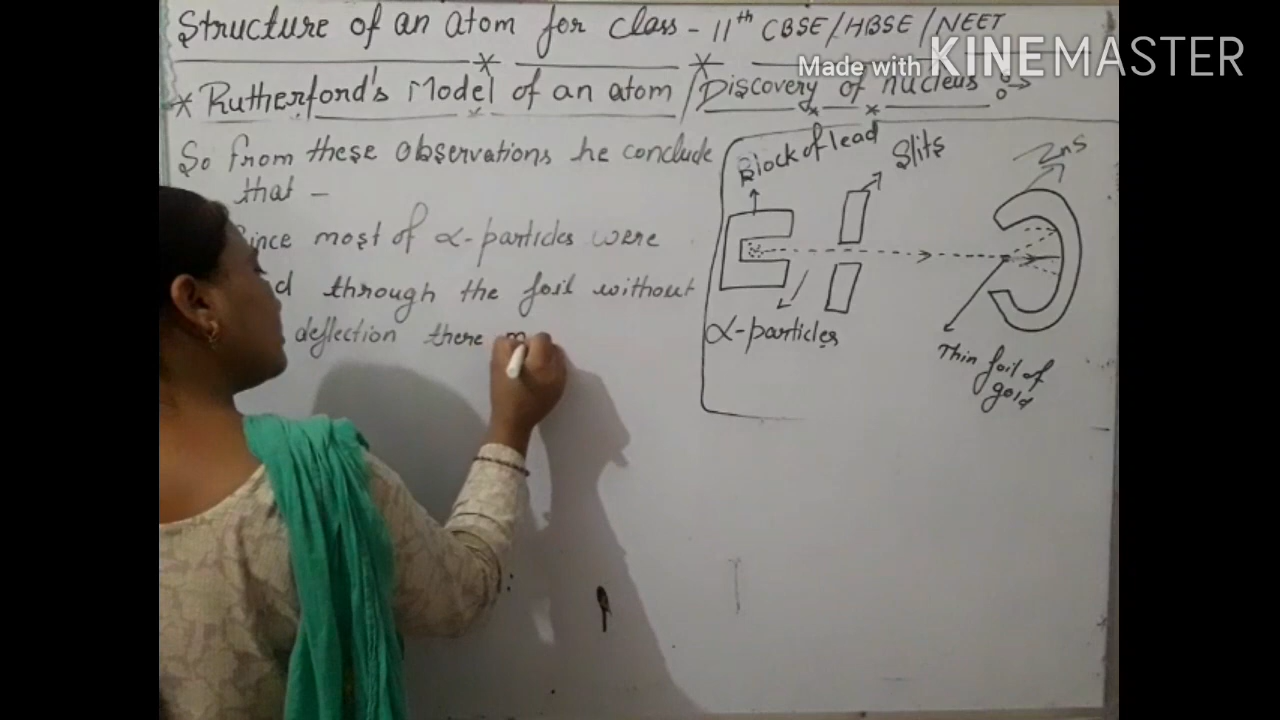 Structure of an atom for class - 11th CBSE/HBSE/NEET
Made with KINEMASTER
* Rutherford's Model of an atom / Discovery of nucleus :→
So from these observations he conclude
that -
ince most of α-particles were
d through the foil without
deflection there m
Block of lead
Slits
ZnS
α-particles
Thin foil of
gold